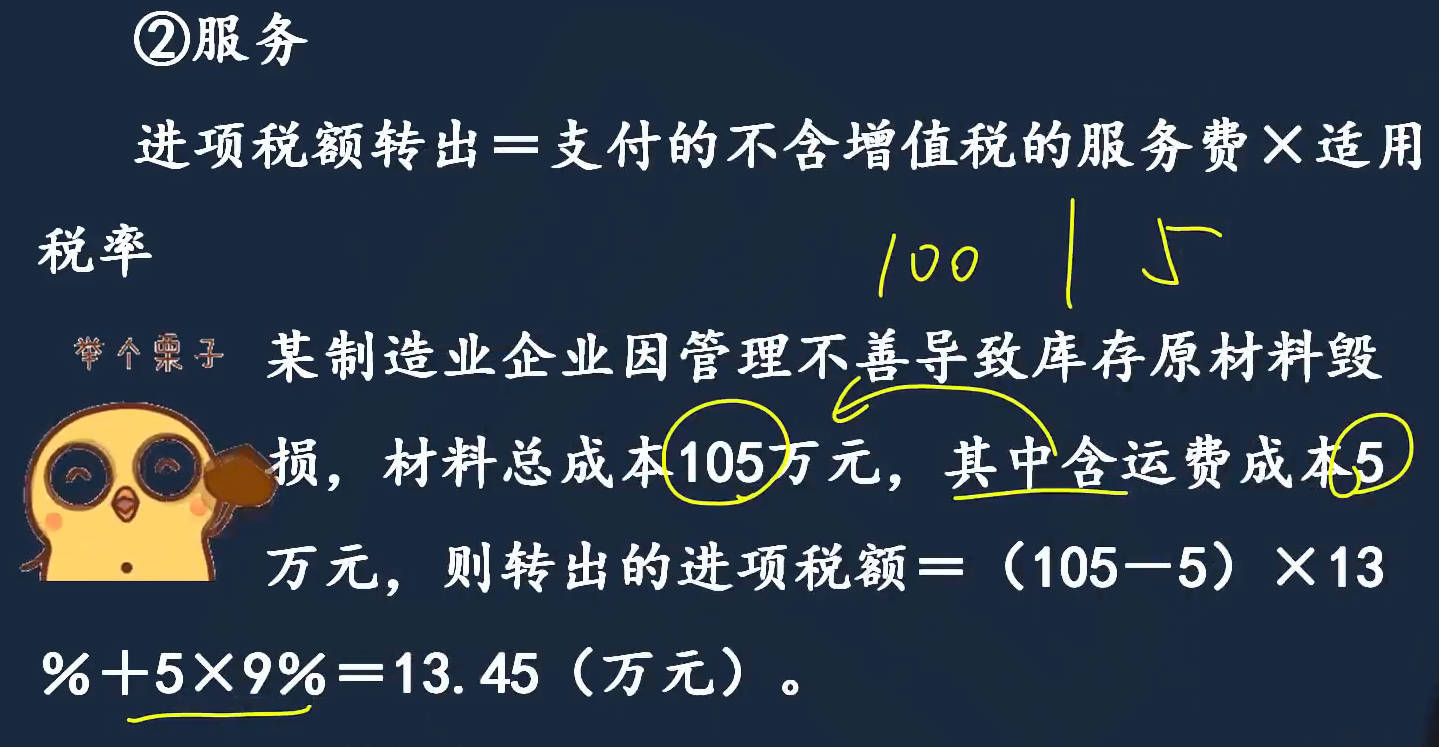 ②服务
进项税额转出＝支付的不含增值税的服务费×适用
税率
100 | 5
举个栗子
某制造业企业因管理不善导致库存原材料毁
损，材料总成本105万元，其中含运费成本5
万元，则转出的进项税额＝（105－5）×13
%＋5×9%＝13.45（万元）。